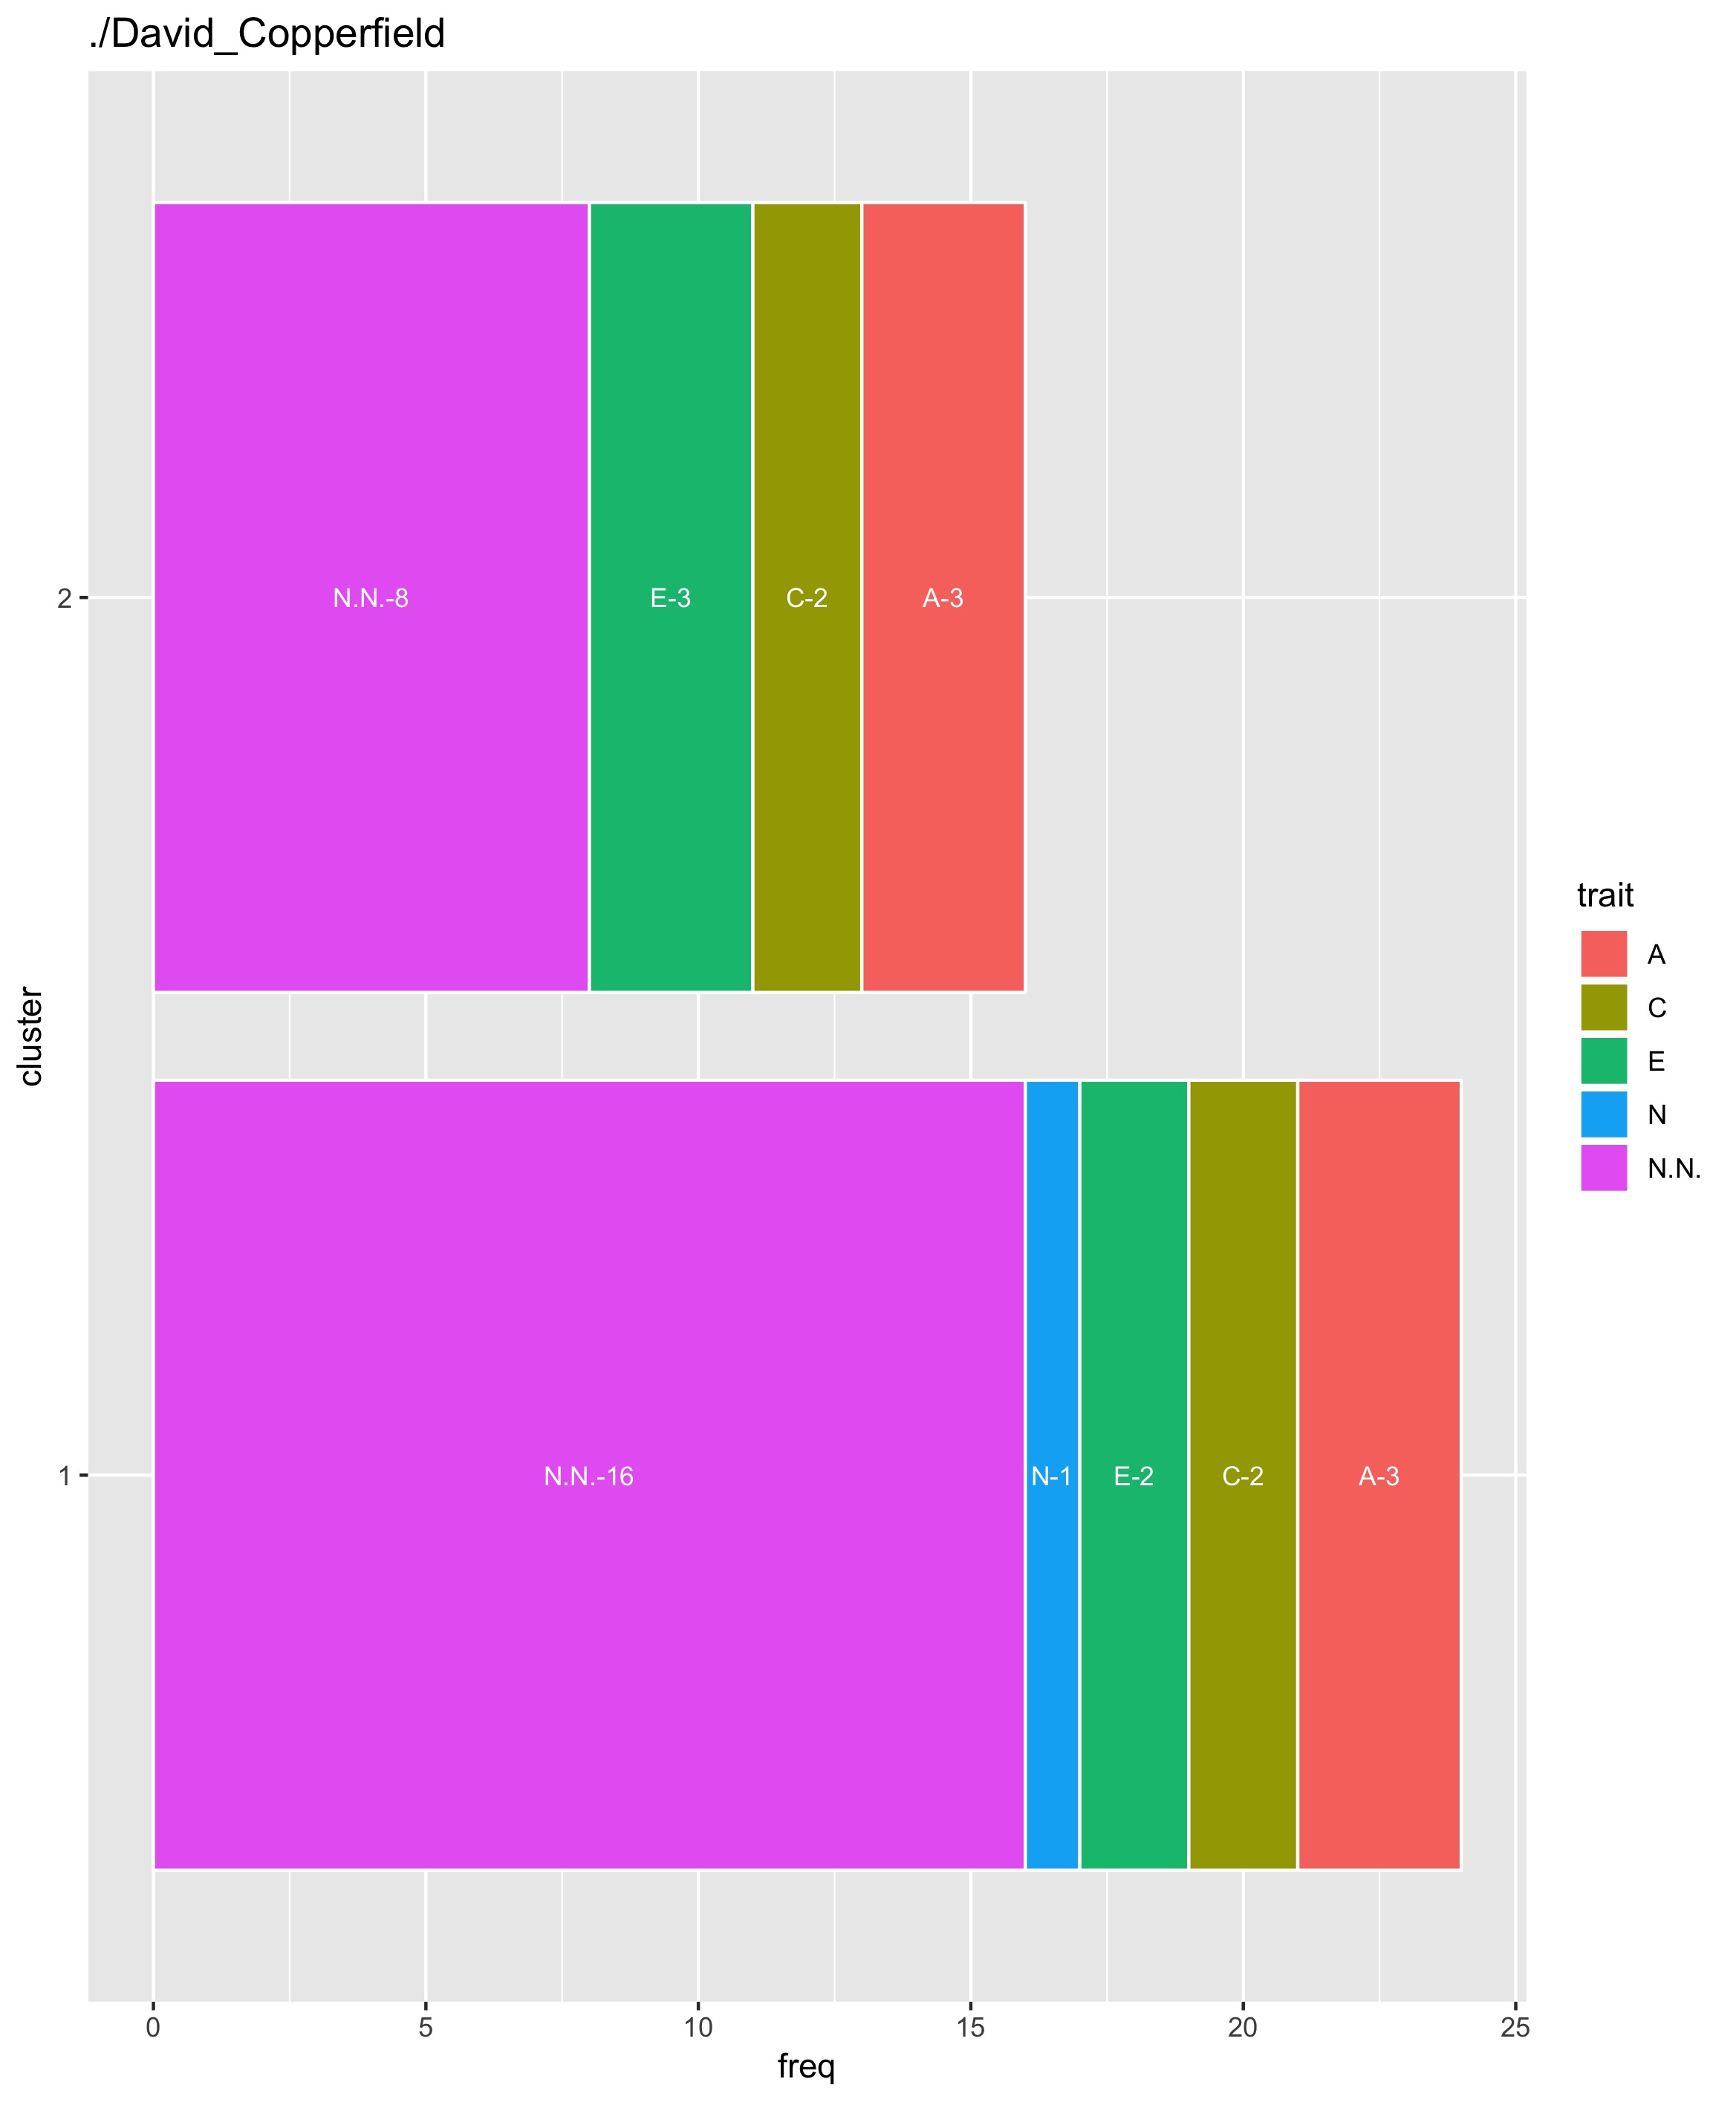 ./David_Copperfield
cluster
2
N.N.-8 E-3 C-2 A-3
1
N.N.-16 N-1 E-2 C-2 A-3
0 5 10 15 20 25
freq
trait
A
C
E
N
N.N.